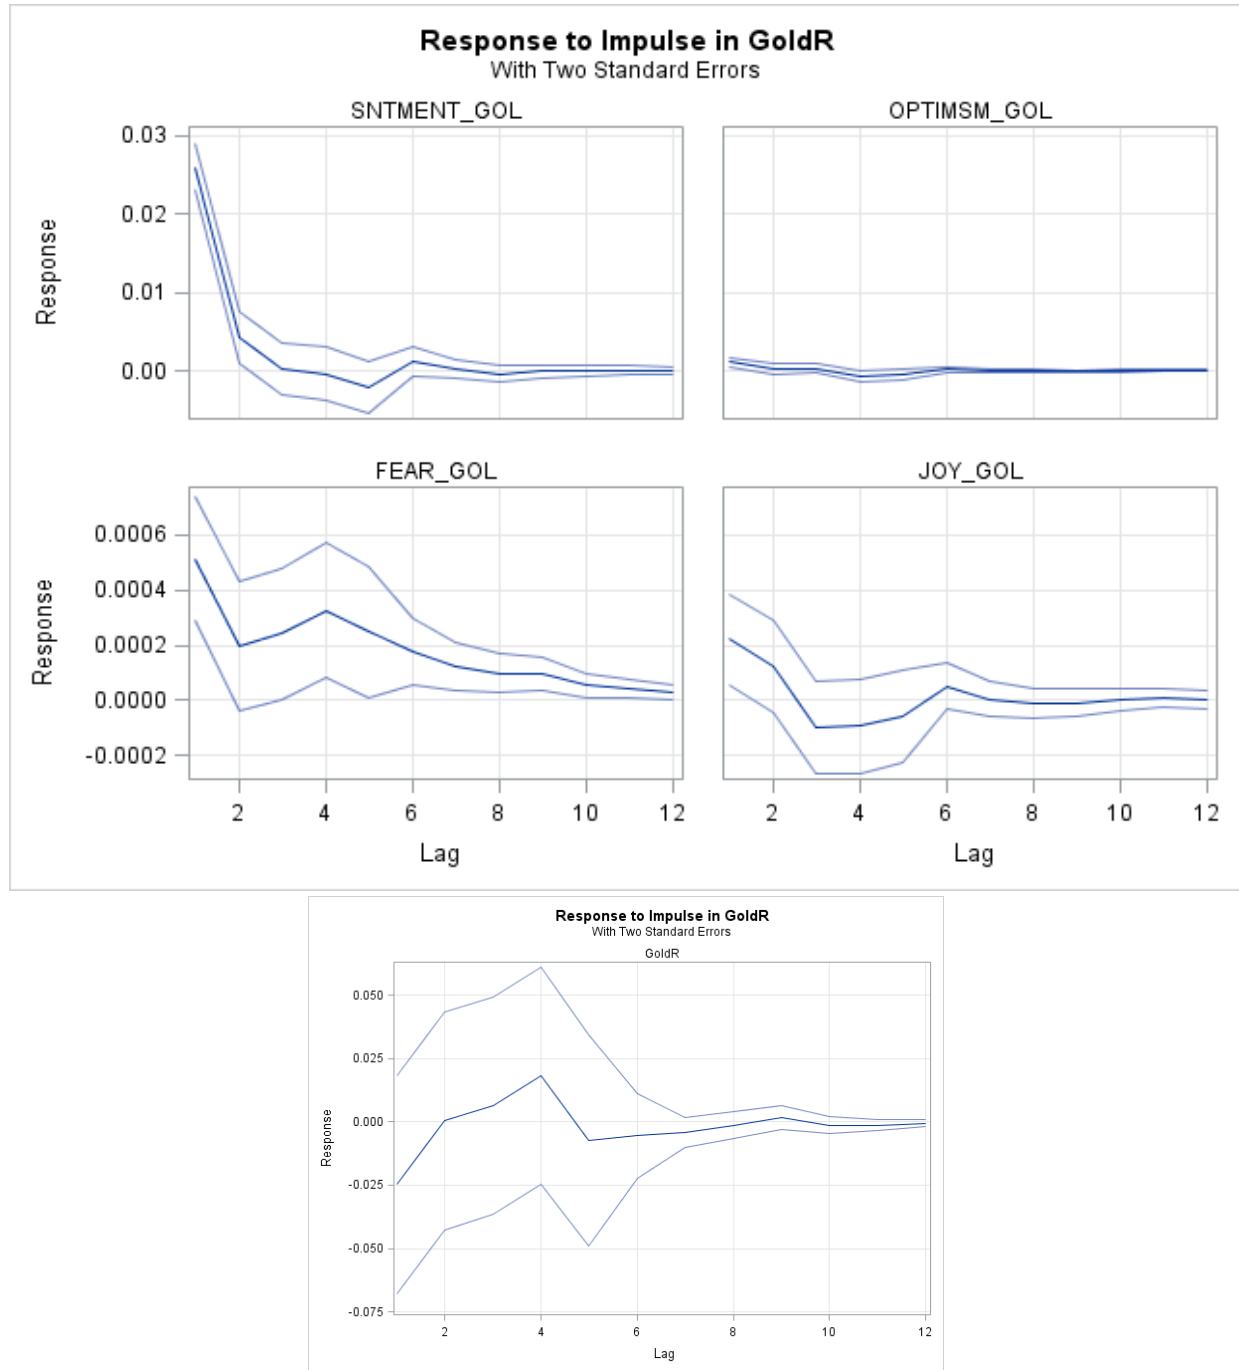 Response to Impulse in GoldR
With Two Standard Errors
SNTMENT_GOL
OPTIMSM_GOL
0.03
0.02
0.01
0.00
Response
FEAR_GOL
JOY_GOL
0.0006
0.0004
0.0002
0.0000
-0.0002
Response
2 4 6 8 10 12
2 4 6 8 10 12
Lag
Lag
Response to Impulse in GoldR
With Two Standard Errors
GoldR
0.050
0.025
0.000
-0.025
-0.050
-0.075
Response
2 4 6 8 10 12
Lag